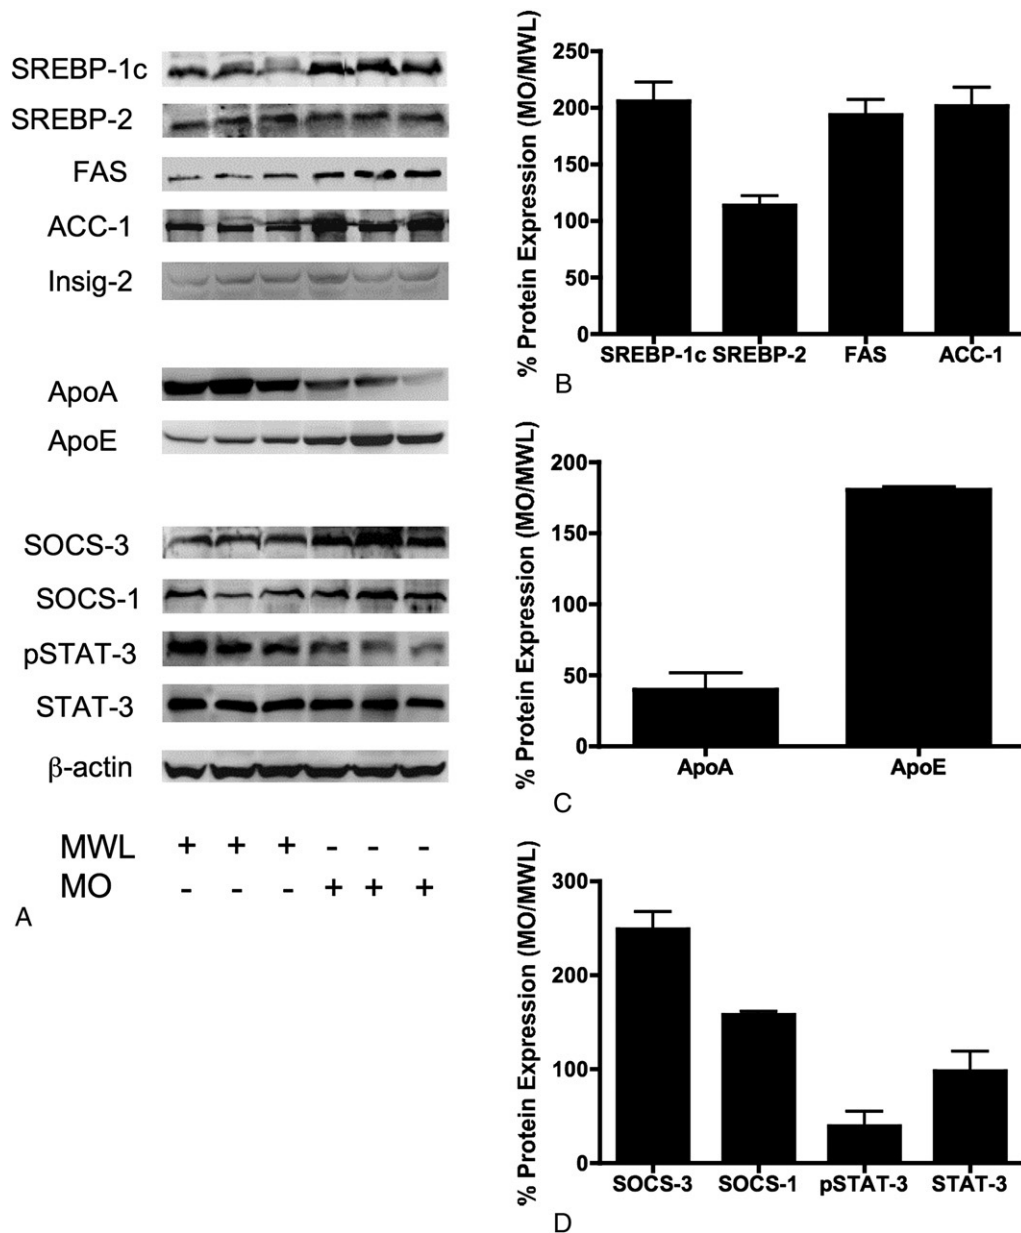 SREBP-1c
SREBP-2
FAS
ACC-1
Insig-2
ApoA
ApoE
SOCS-3
SOCS-1
pSTAT-3
STAT-3
β-actin
MWL + + + - - -
MO - - - + + +
A
% Protein Expression (MO/MWL)
250
200
150
100
50
0
SREBP-1c SREBP-2 FAS ACC-1
B
% Protein Expression (MO/MWL)
200
150
100
50
0
ApoA ApoE
C
% Protein Expression (MO/MWL)
300
200
100
0
SOCS-3 SOCS-1 pSTAT-3 STAT-3
D